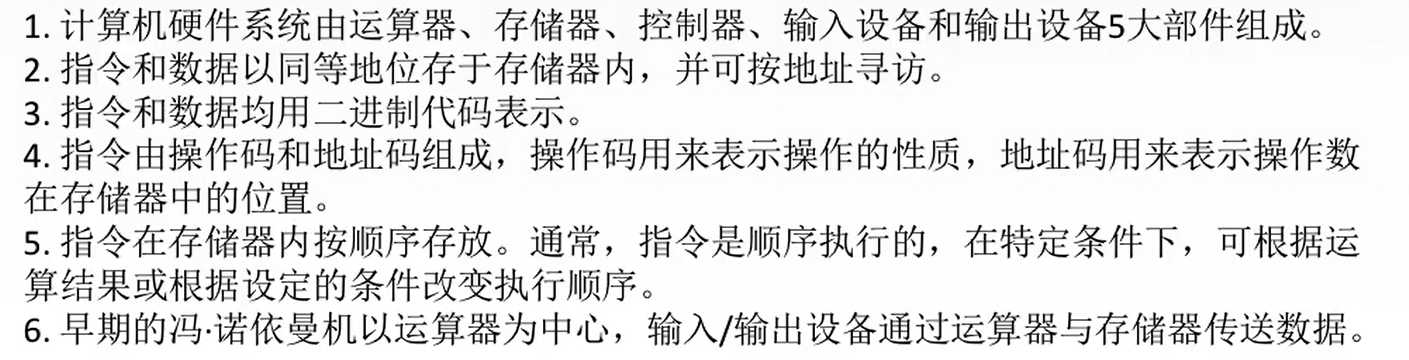 1. 计算机硬件系统由运算器、存储器、控制器、输入设备和输出设备5大部件组成。
2. 指令和数据以同等地位存于存储器内，并可按地址寻访。
3. 指令和数据均用二进制代码表示。
4. 指令由操作码和地址码组成，操作码用来表示操作的性质，地址码用来表示操作数
在存储器中的位置。
5. 指令在存储器内按顺序存放。通常，指令是顺序执行的，在特定条件下，可根据运
算结果或根据设定的条件改变执行顺序。
6. 早期的冯·诺依曼机以运算器为中心，输入/输出设备通过运算器与存储器传送数据。